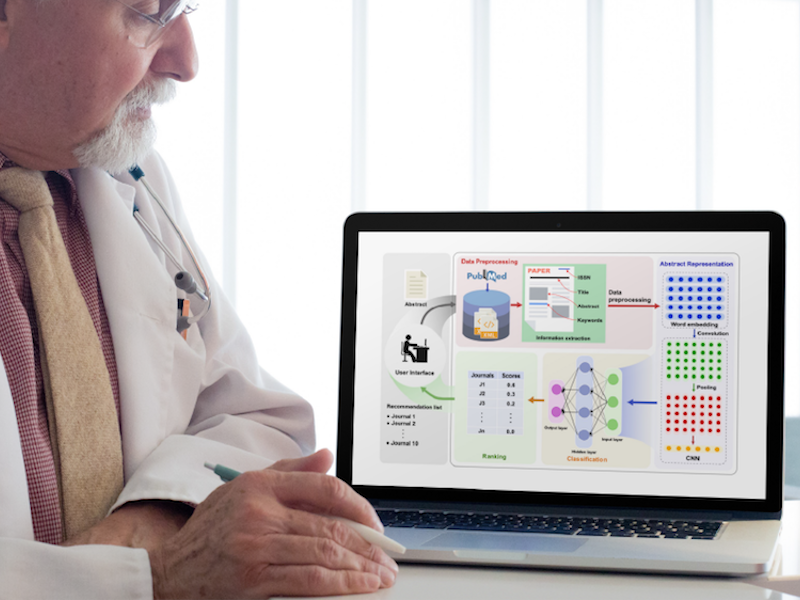 Data Preprocessing
PubMed
XML
PAPER
ISSN
Title
Abstract
Keywords
Information extraction
Data
preprocessing
Abstract Representation
Word embedding
Convolution
Pooling
CNN
Abstract
User Interface
Recommendation list
Journal 1
Journal 2
Journal 10
Journals Scores
J1 0.6
J2 0.3
J3 0.2
Jn 0.0
Ranking
Output layer
Hidden layer
Input layer
Classification